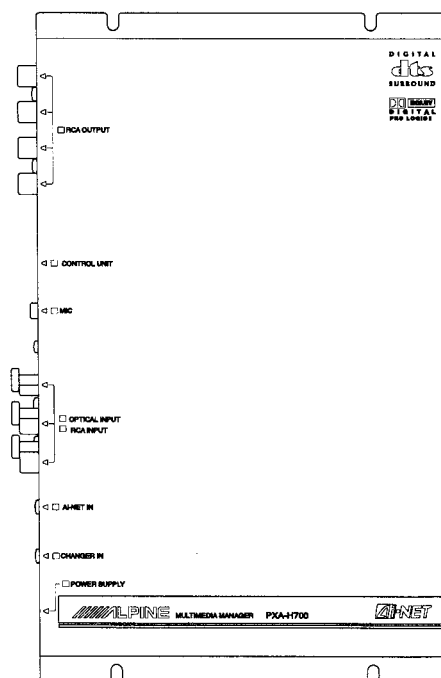 DIGITAL
dts
SURROUND
DOLBY
DIGITAL
PRO LOGIC II
RCA OUTPUT
CONTROL UNIT
MIC
OPTICAL INPUT
RCA INPUT
Ai-NET IN
CHANGER IN
POWER SUPPLY
ALPINE MULTIMEDIA MANAGER PXA-H700 Ai-NET